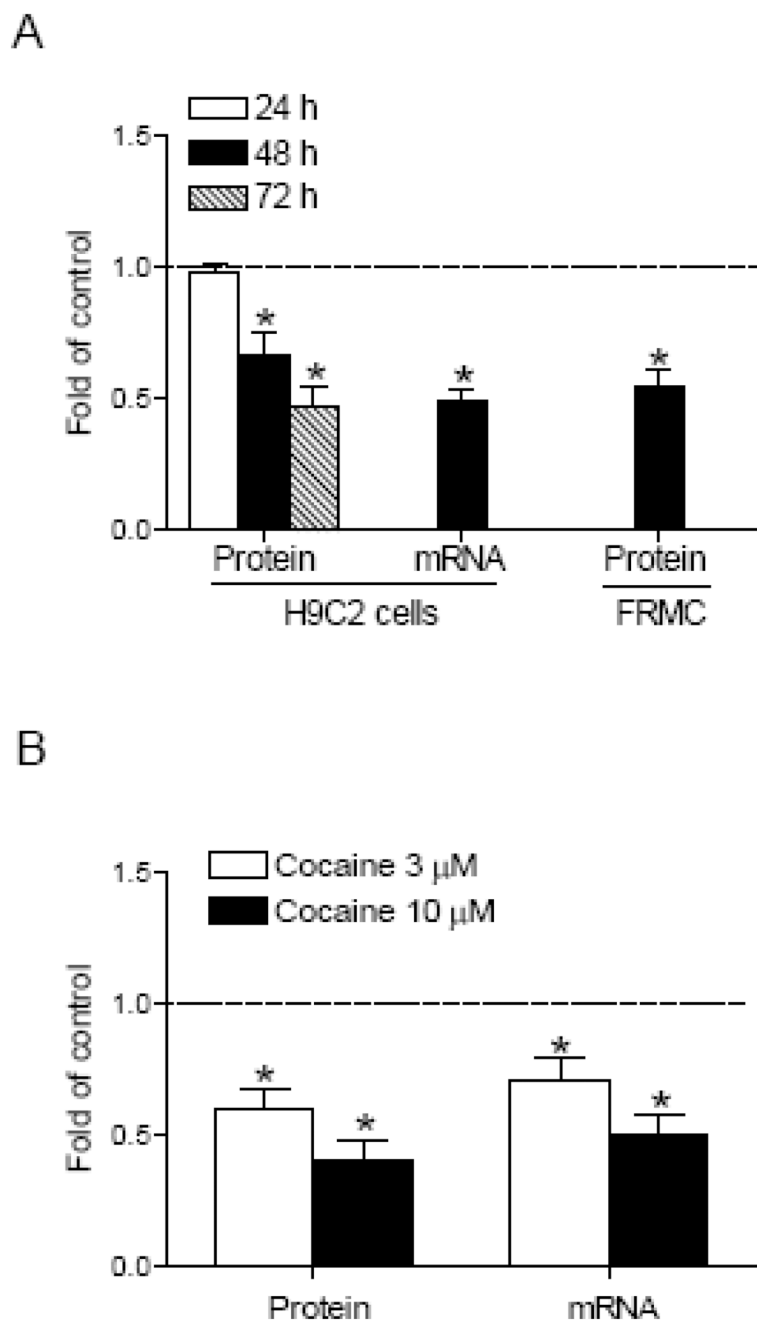 A
24 h
48 h
72 h
Fold of control
1.5
1.0
0.5
0.0
*
*
*
*
Protein
mRNA
Protein
H9C2 cells
FRMC
B
Cocaine 3 μM
Cocaine 10 μM
Fold of control
1.5
1.0
0.5
0.0
*
*
*
*
Protein
mRNA